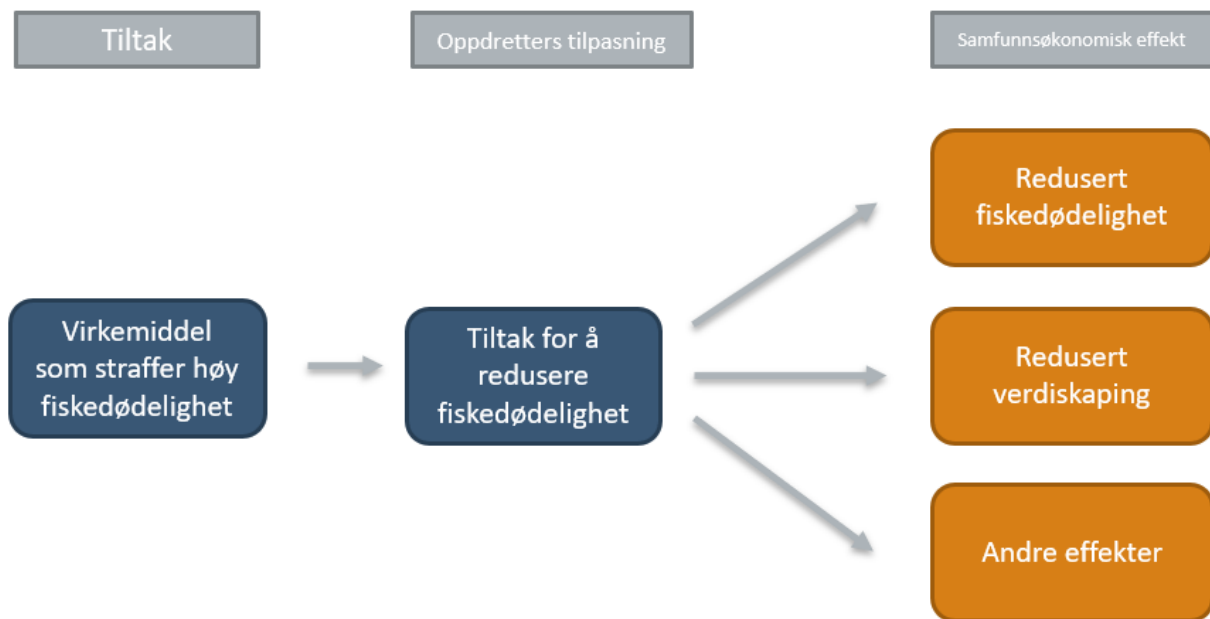 Tiltak
Oppdretters tilpasning
Samfunnsøkonomisk effekt
Virkemiddel
som straffer høy
fiskedødelighet
Tiltak for å
redusere
fiskedødelighet
Redusert
fiskedødelighet
Redusert
verdiskaping
Andre effekter